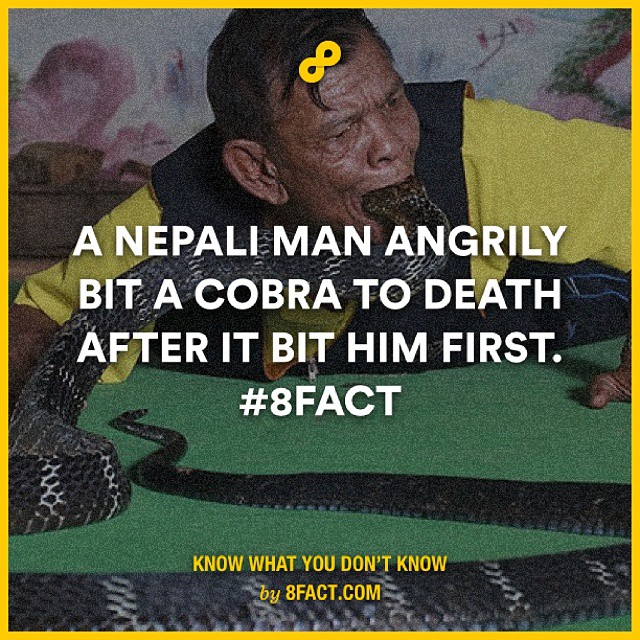 A NEPALI MAN ANGRILY
BIT A COBRA TO DEATH
AFTER IT BIT HIM FIRST.
#8FACT
KNOW WHAT YOU DON'T KNOW
by 8FACT.COM